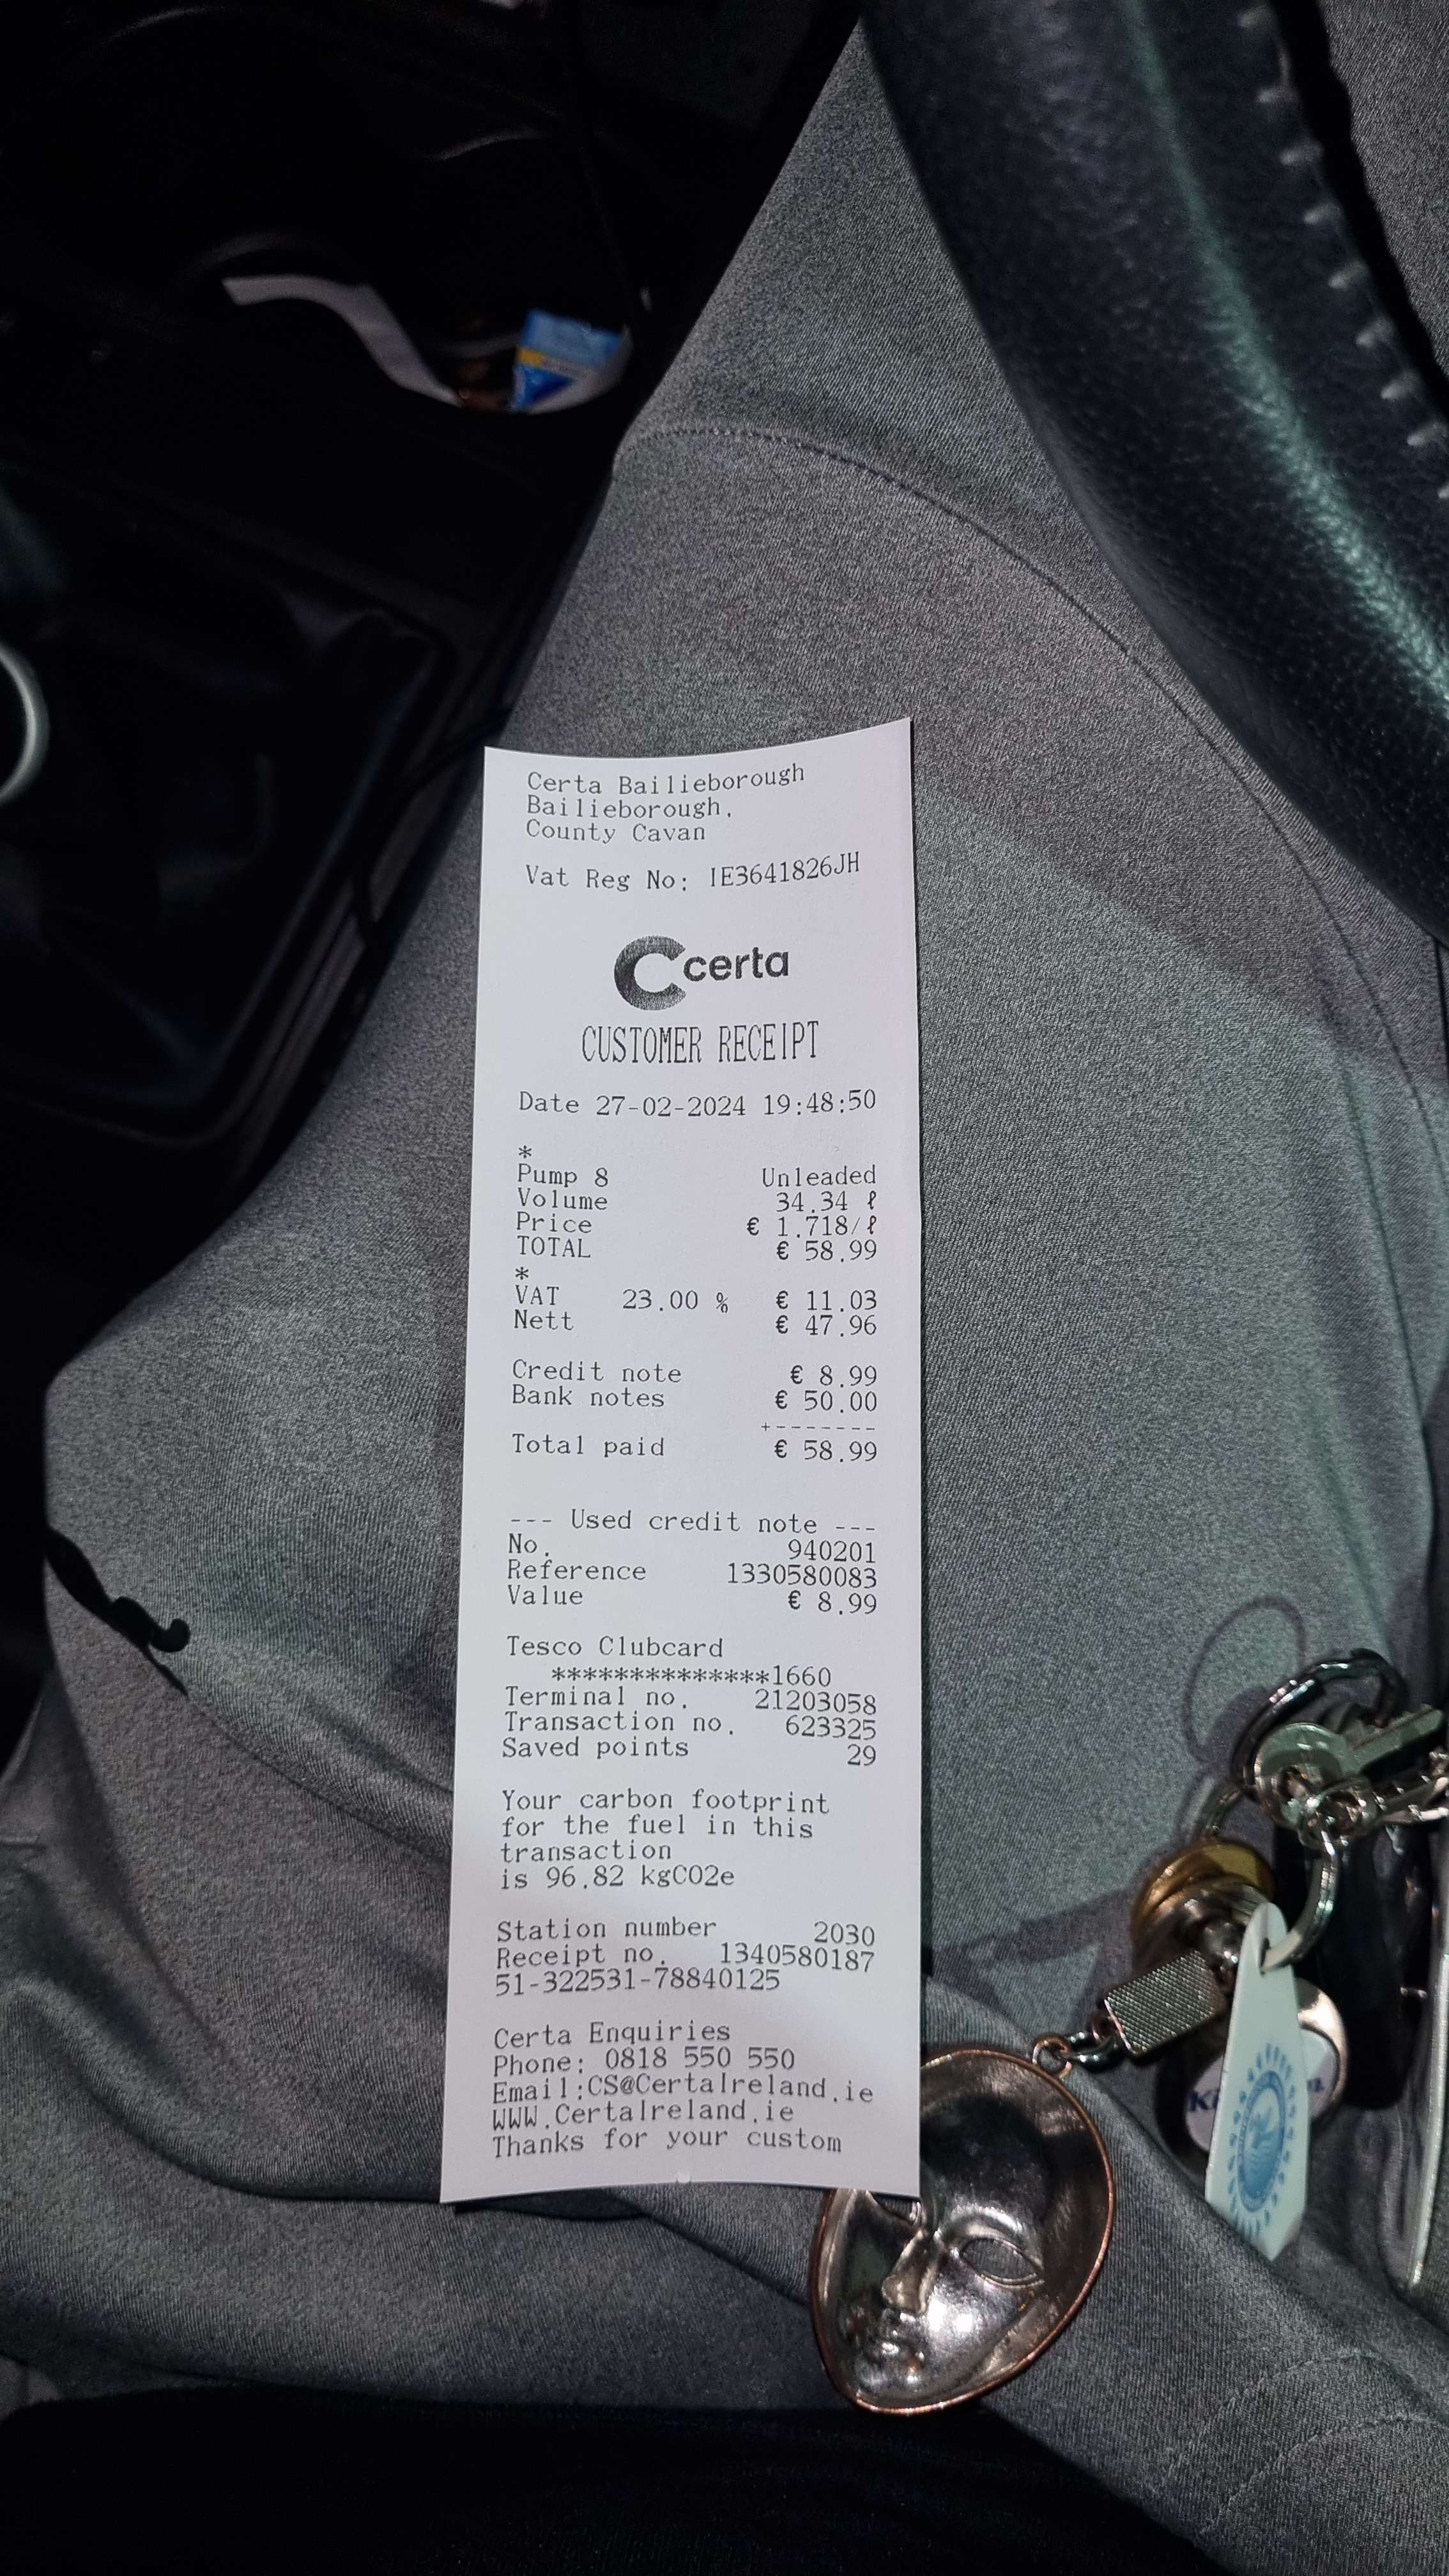 Certa Bailieborough
Bailieborough.
County Cavan
Vat Reg No: IE3641826JH
certa
CUSTOMER RECEIPT
Date 27-02-2024 19:48:50
*
Pump 8 Unleaded
Volume 34.34 ℓ
Price € 1.718/ℓ
TOTAL € 58.99
*
VAT 23.00 % € 11.03
Nett € 47.96
Credit note € 8.99
Bank notes € 50.00
+-------
Total paid € 58.99
--- Used credit note ---
No. 940201
Reference 1330580083
Value € 8.99
Tesco Clubcard
**************1660
Terminal no. 21203058
Transaction no. 623325
Saved points 29
Your carbon footprint
for the fuel in this
transaction
is 96.82 kgCO2e
Station number 2030
Receipt no. 1340580187
51-322531-78840125
Certa Enquiries
Phone: 0818 550 550
Email:CS@CertaIreland.ie
WWW.CertaIreland.ie
Thanks for your custom